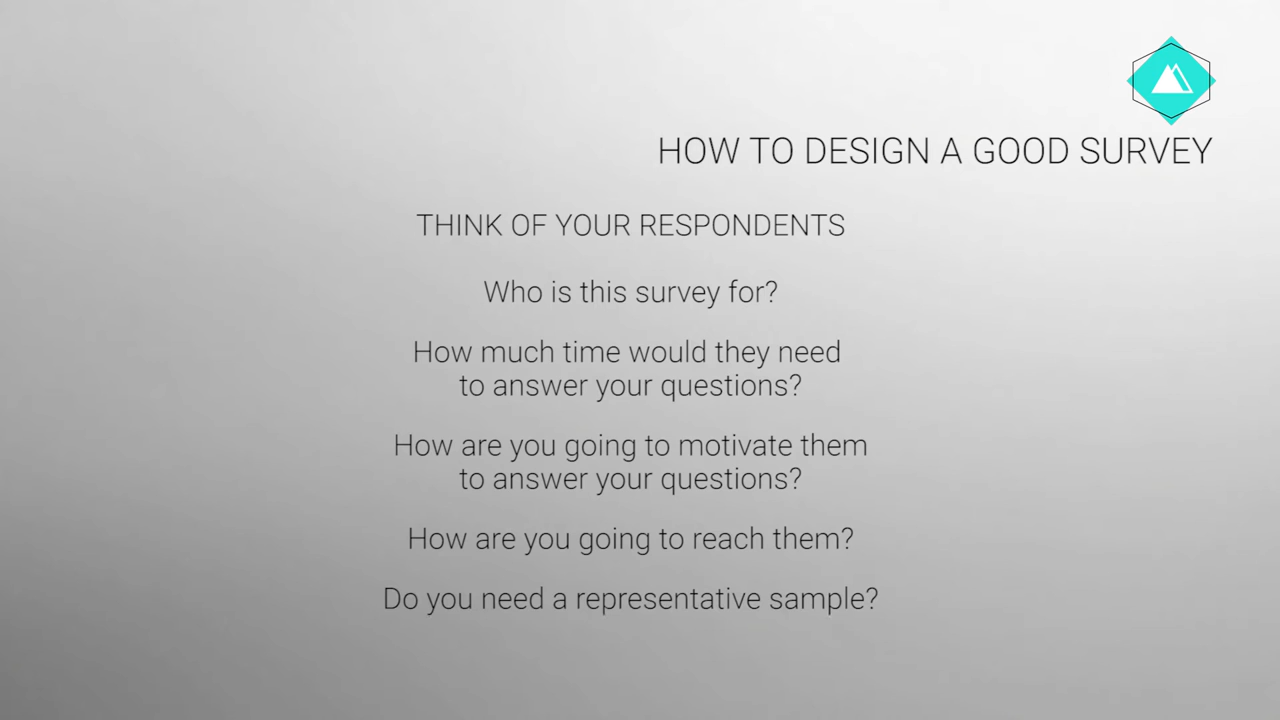 HOW TO DESIGN A GOOD SURVEY
THINK OF YOUR RESPONDENTS
Who is this survey for?
How much time would they need
to answer your questions?
How are you going to motivate them
to answer your questions?
How are you going to reach them?
Do you need a representative sample?